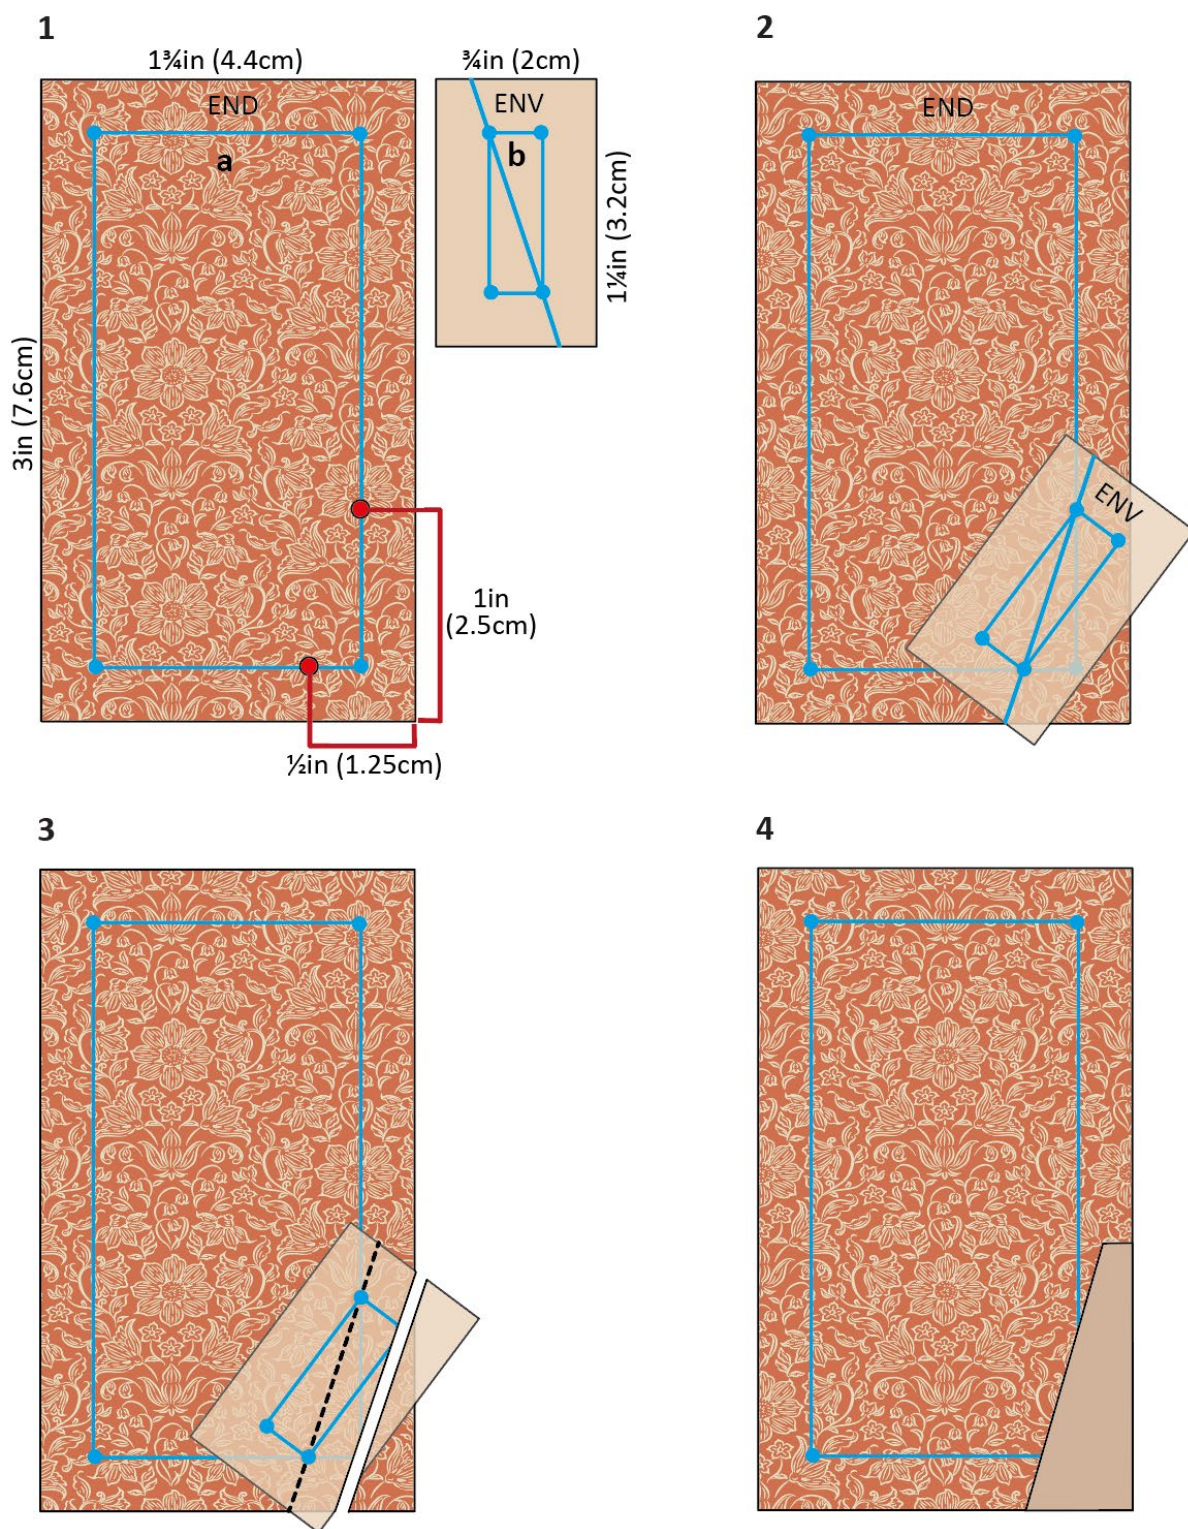 1
1¾in (4.4cm)
¾in (2cm)
2
END
ENV
END
a
b
1¼in (3.2cm)
3in (7.6cm)
ENV
1in
(2.5cm)
½in (1.25cm)
3
4